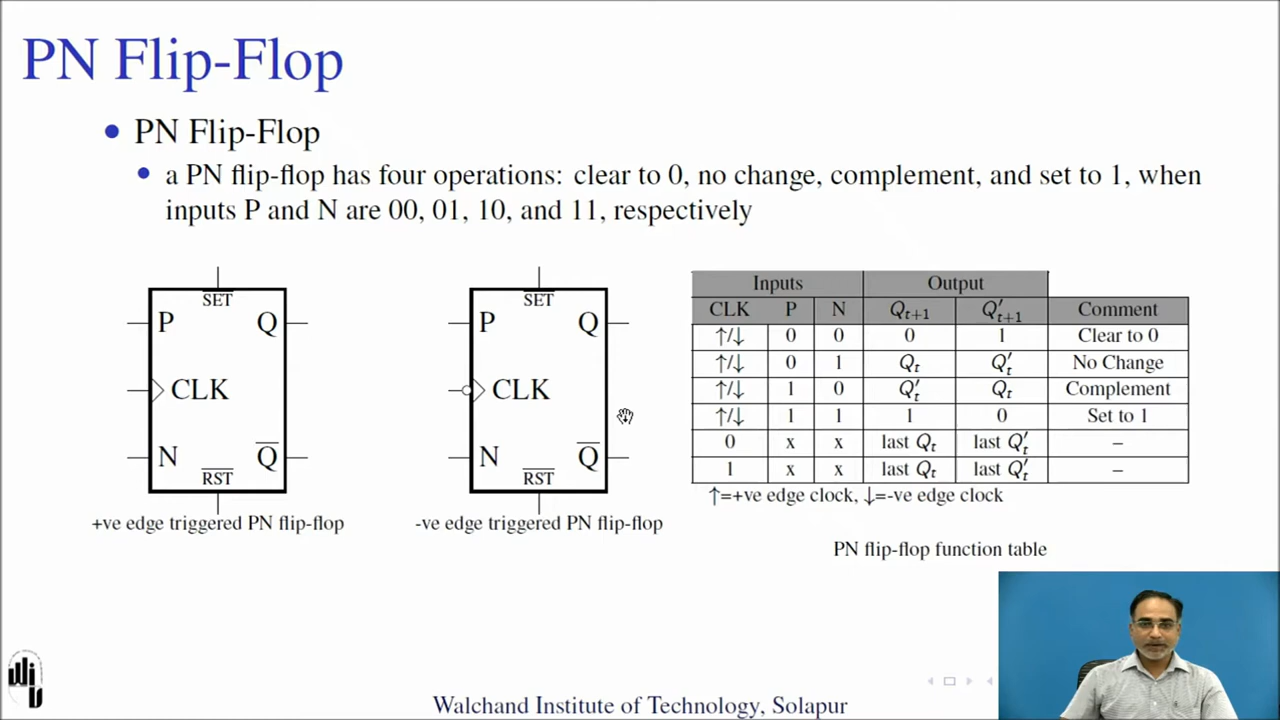 PN Flip-Flop
PN Flip-Flop
a PN flip-flop has four operations: clear to 0, no change, complement, and set to 1, when
inputs P and N are 00, 01, 10, and 11, respectively
SET
P Q
CLK
N Q̅
RST
+ve edge triggered PN flip-flop
SET
P Q
CLK
N Q̅
RST
-ve edge triggered PN flip-flop
Inputs Output
CLK P N Qt+1 Q't+1 Comment
↑/↓ 0 0 0 1 Clear to 0
↑/↓ 0 1 Qt Q't No Change
↑/↓ 1 0 Q't Qt Complement
↑/↓ 1 1 1 0 Set to 1
0 x x last Qt last Q't –
1 x x last Qt last Q't –
↑=+ve edge clock, ↓=-ve edge clock
PN flip-flop function table
Walchand Institute of Technology, Solapur